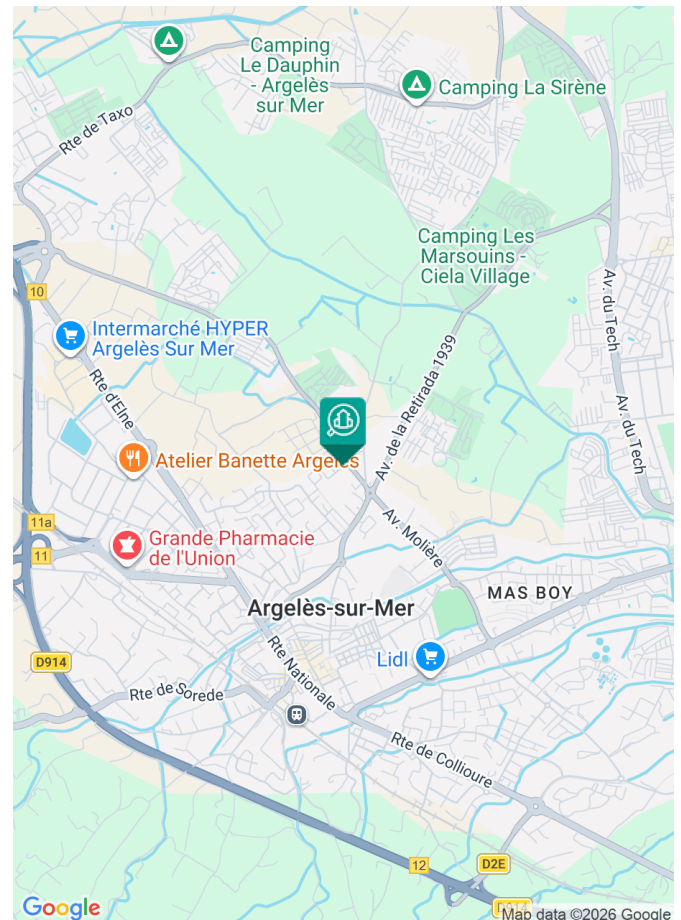 Camping
Le Dauphin
- Argelès
sur Mer
Camping La Sirène
Rte de Taxo
Camping Les
Marsouins -
Ciela Village
Av. du Tech
10
Intermarché HYPER
Argelès Sur Mer
Av. de la Retirada 1939
Rte d'Elne
Av. du Tech
Atelier Banette Argelès
11a
Av. Molière
11
Grande Pharmacie
de l'Union
MAS BOY
Argelès-sur-Mer
Rte Nationale
Lidl
D914
Rte de Sorede
Rte de Collioure
12
D2E
D914
Google
Map data ©2026 Google